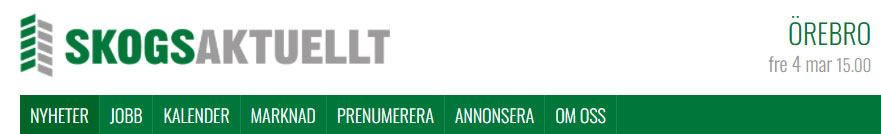 SKOGSAKTUELLT
ÖREBRO
fre 4 mar 15.00
NYHETER JOBB KALENDER MARKNAD PRENUMERERA ANNONSERA OM OSS